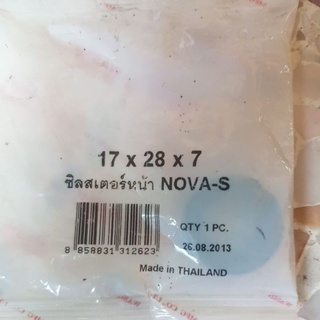 17 x 28 x 7
ซิลสเตอร์หน้า NOVA-S
QTY 1 PC.
8 858831 312623
26.08.2013
Made in THAILAND